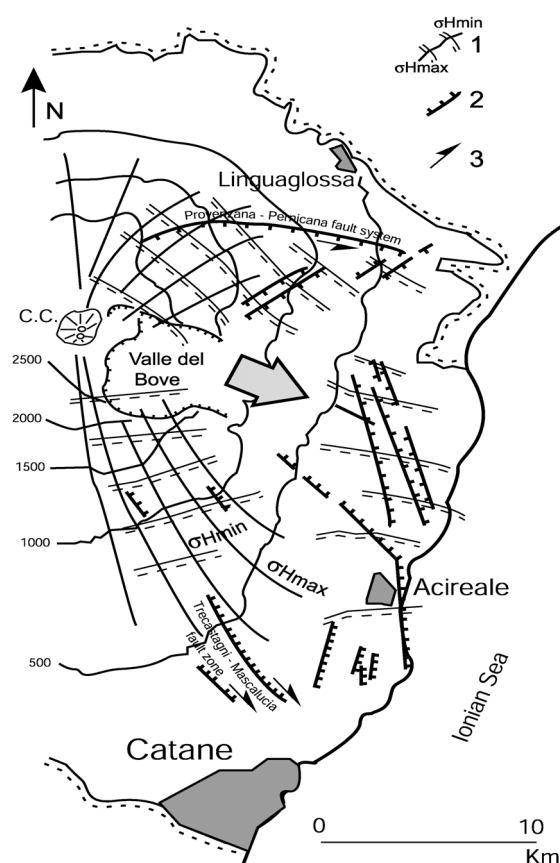 σHmin
1
σHmax
2
N
3
Linguaglossa
Provenzana - Pernicana fault system
C.C.
Valle del
Bove
2500
2000
1500
1000
σHmin
σHmax
Acireale
500
Trecastagni - Mascalucia
fault zone
Ionian Sea
Catane
0
10
Km